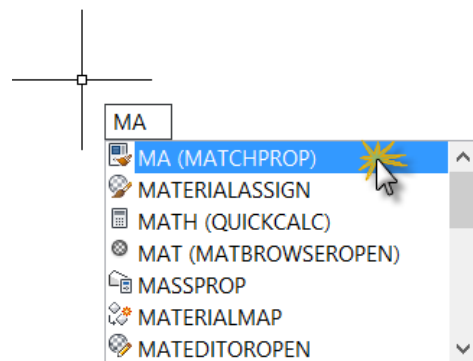 MA
MA (MATCHPROP)
MATERIALASSIGN
MATH (QUICKCALC)
MAT (MATBROWSEROPEN)
MASSPROP
MATERIALMAP
MATEDITOROPEN